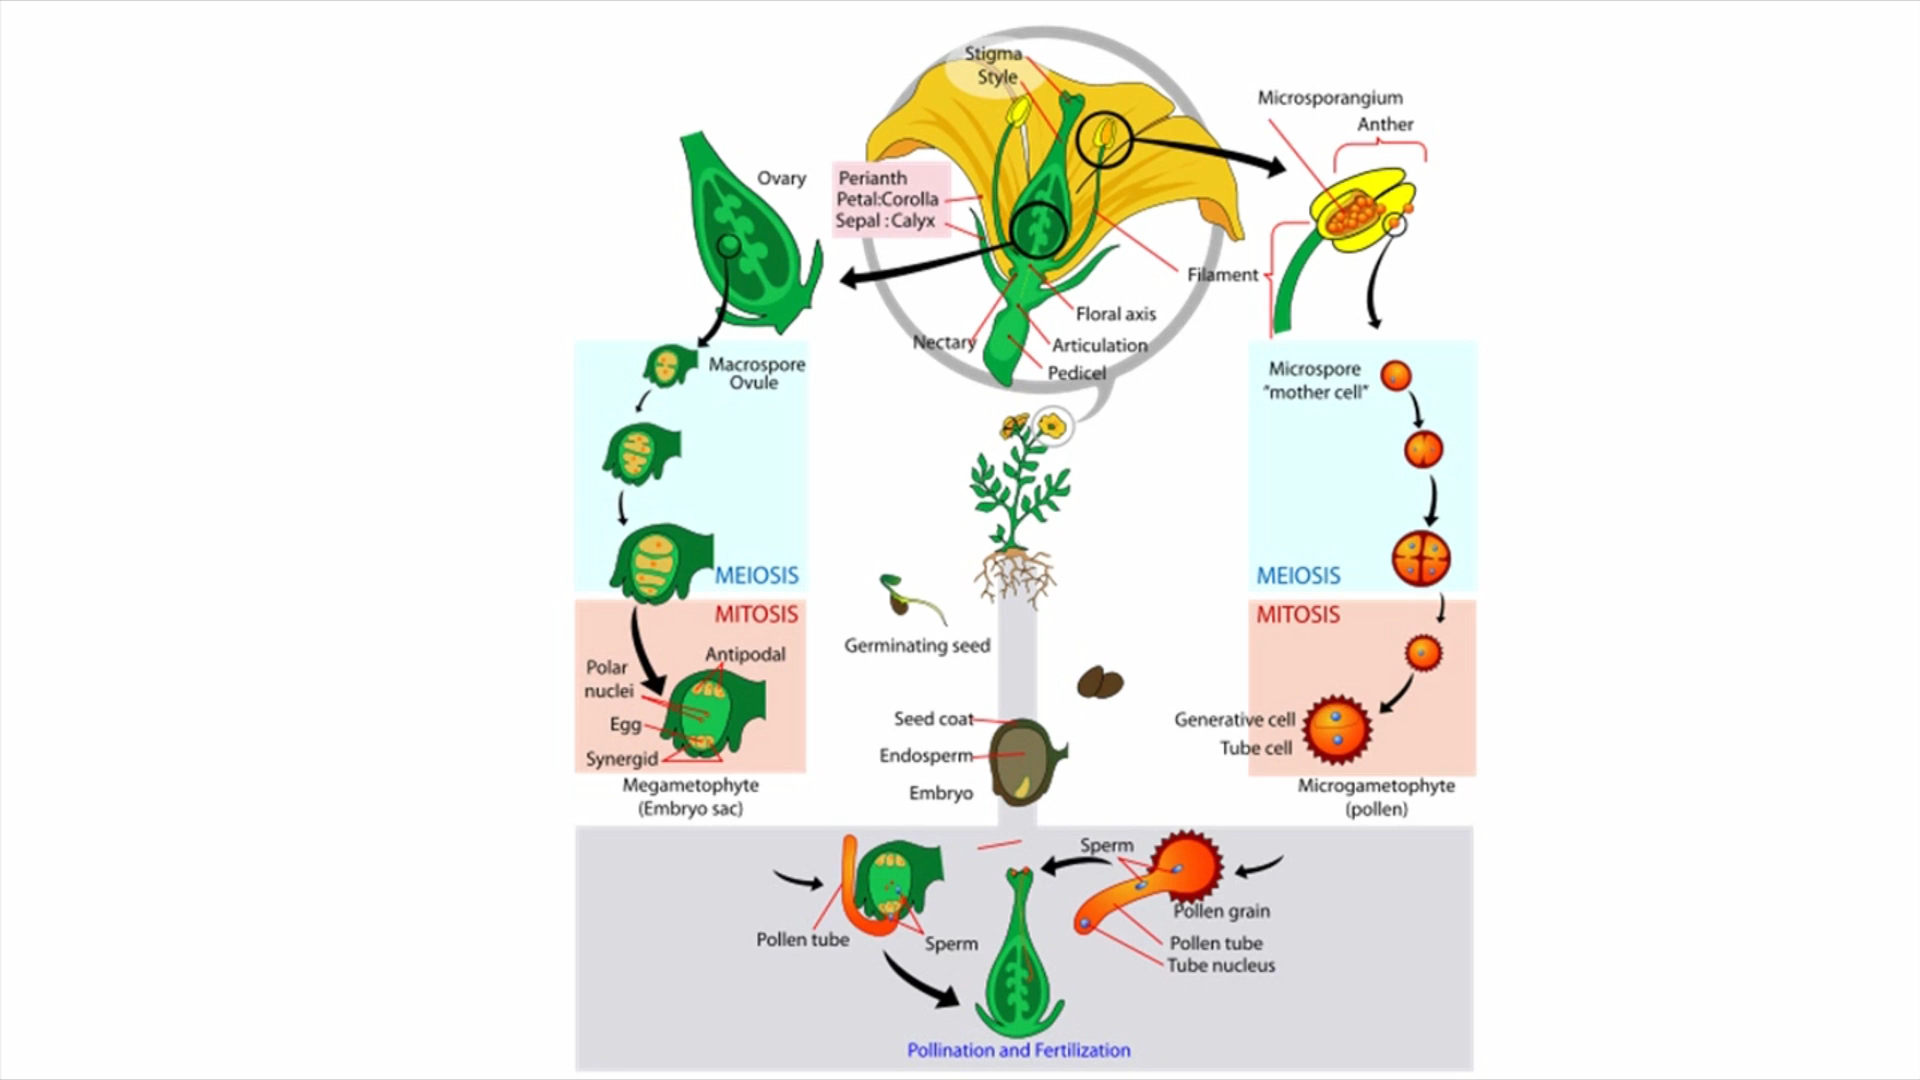 Stigma
Style
Microsporangium
Anther
Ovary
Perianth
Petal:Corolla
Sepal : Calyx
Filament
Floral axis
Nectary
Articulation
Pedicel
Macrospore
Ovule
Microspore
"mother cell"
MEIOSIS
MEIOSIS
MITOSIS
MITOSIS
Germinating seed
Antipodal
Polar
nuclei
Egg
Synergid
Seed coat
Endosperm
Embryo
Generative cell
Tube cell
Megametophyte
(Embryo sac)
Microgametophyte
(pollen)
Sperm
Pollen grain
Pollen tube
Sperm
Pollen tube
Tube nucleus
Pollination and Fertilization